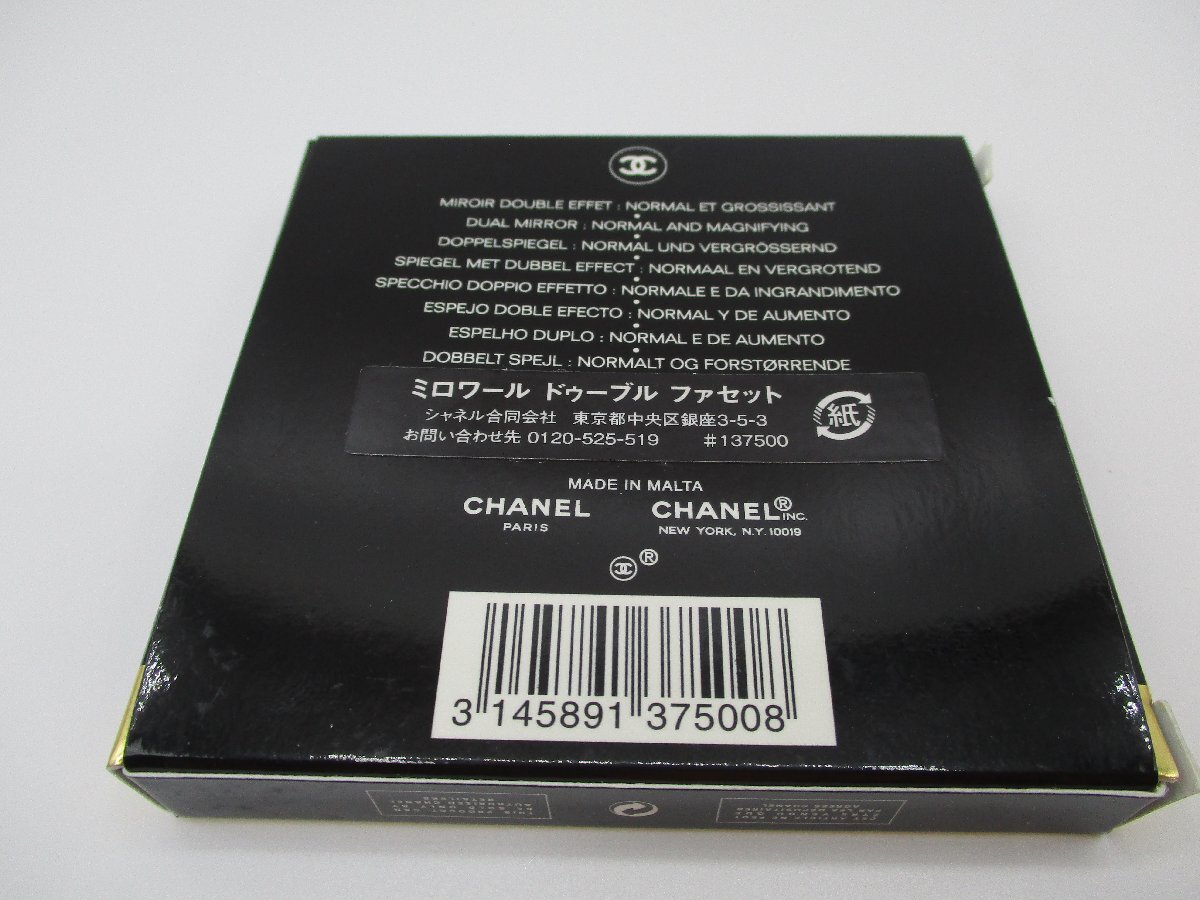 MIROIR DOUBLE EFFET : NORMAL ET GROSSISSANT
DUAL MIRROR : NORMAL AND MAGNIFYING
DOPPELSPIEGEL : NORMAL UND VERGRÖSSERND
SPIEGEL MET DUBBEL EFFECT : NORMAAL EN VERGROTEND
SPECCHIO DOPPIO EFFETTO : NORMALE E DA INGRANDIMENTO
ESPEJO DOBLE EFECTO : NORMAL Y DE AUMENTO
ESPELHO DUPLO : NORMAL E DE AUMENTO
DOBBELT SPEJL : NORMALT OG FORSTØRRENDE
ミロワール ドゥーブル ファセット
シャネル合同会社 東京都中央区銀座3-5-3
お問い合わせ先 0120-525-519 #137500
紙
MADE IN MALTA
CHANEL
PARIS
CHANEL® INC.
NEW YORK, N.Y. 10019
®
3 145891 375008